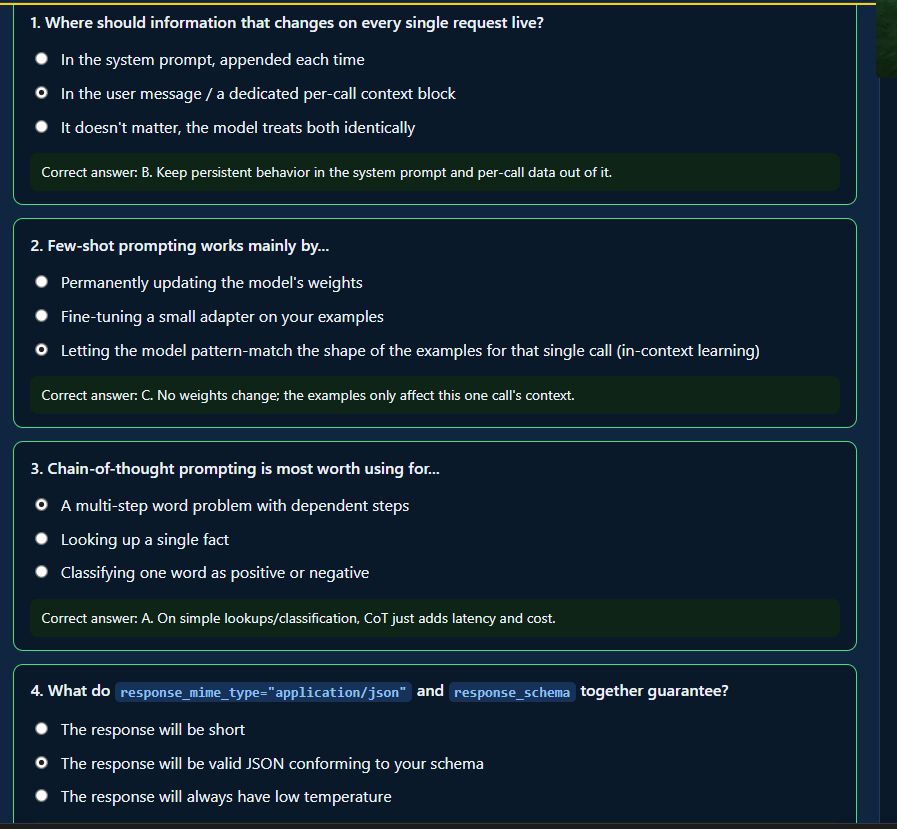 1. Where should information that changes on every single request live?
In the system prompt, appended each time
In the user message / a dedicated per-call context block
It doesn't matter, the model treats both identically
Correct answer: B. Keep persistent behavior in the system prompt and per-call data out of it.
2. Few-shot prompting works mainly by...
Permanently updating the model's weights
Fine-tuning a small adapter on your examples
Letting the model pattern-match the shape of the examples for that single call (in-context learning)
Correct answer: C. No weights change; the examples only affect this one call's context.
3. Chain-of-thought prompting is most worth using for...
A multi-step word problem with dependent steps
Looking up a single fact
Classifying one word as positive or negative
Correct answer: A. On simple lookups/classification, CoT just adds latency and cost.
4. What do response_mime_type="application/json" and response_schema together guarantee?
The response will be short
The response will be valid JSON conforming to your schema
The response will always have low temperature